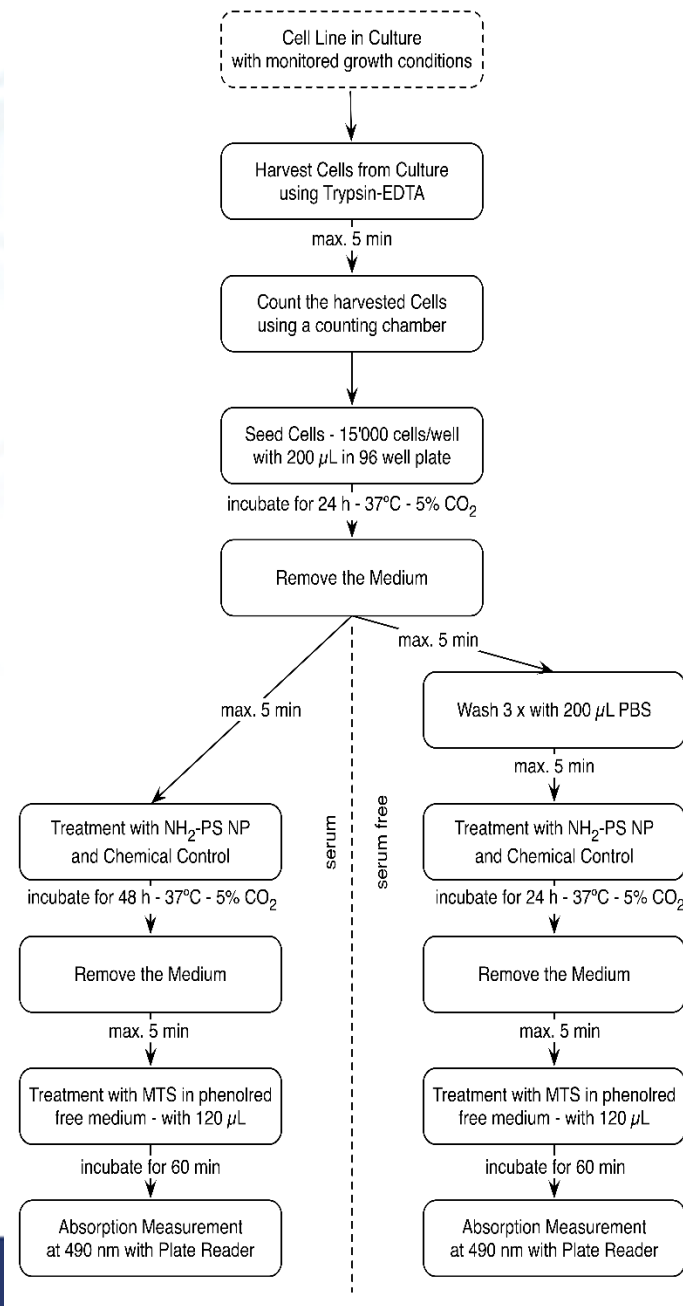 Cell Line in Culture
with monitored growth conditions
Harvest Cells from Culture
using Trypsin-EDTA
max. 5 min
Count the harvested Cells
using a counting chamber
Seed Cells - 15'000 cells/well
with 200 µL in 96 well plate
incubate for 24 h - 37ºC - 5% CO₂
Remove the Medium
max. 5 min
Wash 3 x with 200 µL PBS
max. 5 min
max. 5 min
serum
serum free
Treatment with NH₂-PS NP
and Chemical Control
incubate for 48 h - 37ºC - 5% CO₂
Remove the Medium
max. 5 min
Treatment with MTS in phenolred
free medium - with 120 µL
incubate for 60 min
Absorption Measurement
at 490 nm with Plate Reader
Treatment with NH₂-PS NP
and Chemical Control
incubate for 24 h - 37ºC - 5% CO₂
Remove the Medium
max. 5 min
Treatment with MTS in phenolred
free medium - with 120 µL
incubate for 60 min
Absorption Measurement
at 490 nm with Plate Reader